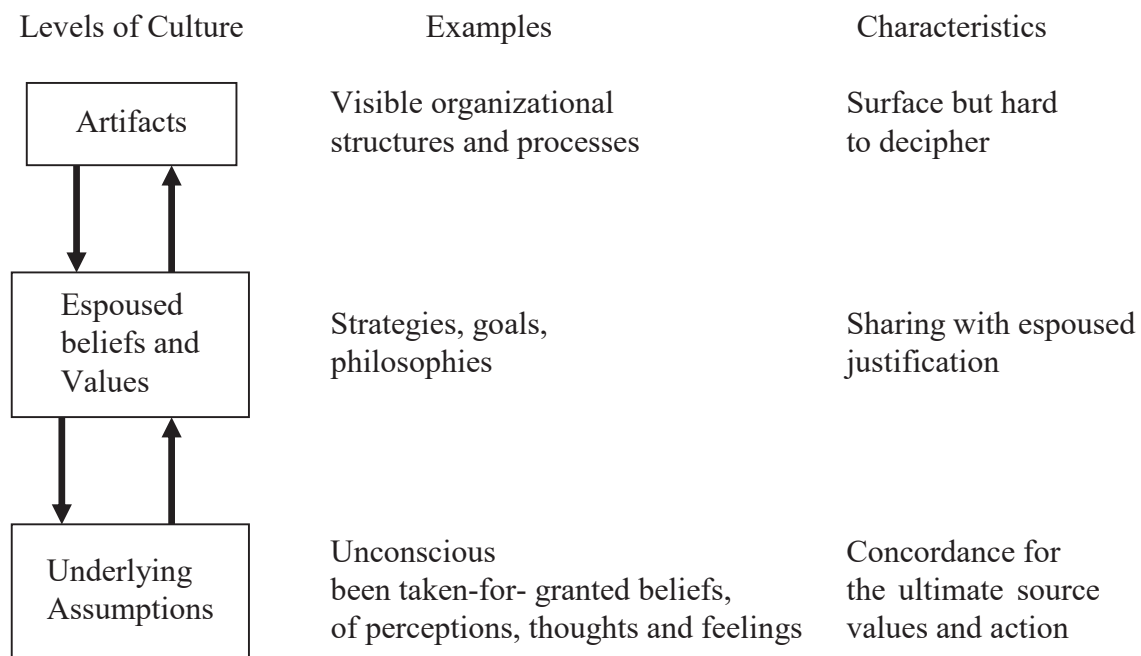 Levels of Culture Examples Characteristics
Artifacts
Visible organizational
structures and processes
Surface but hard
to decipher
Espoused
beliefs and
Values
Strategies, goals,
philosophies
Sharing with espoused
justification
Underlying
Assumptions
Unconscious
been taken-for- granted beliefs,
of perceptions, thoughts and feelings
Concordance for
the ultimate source
values and action